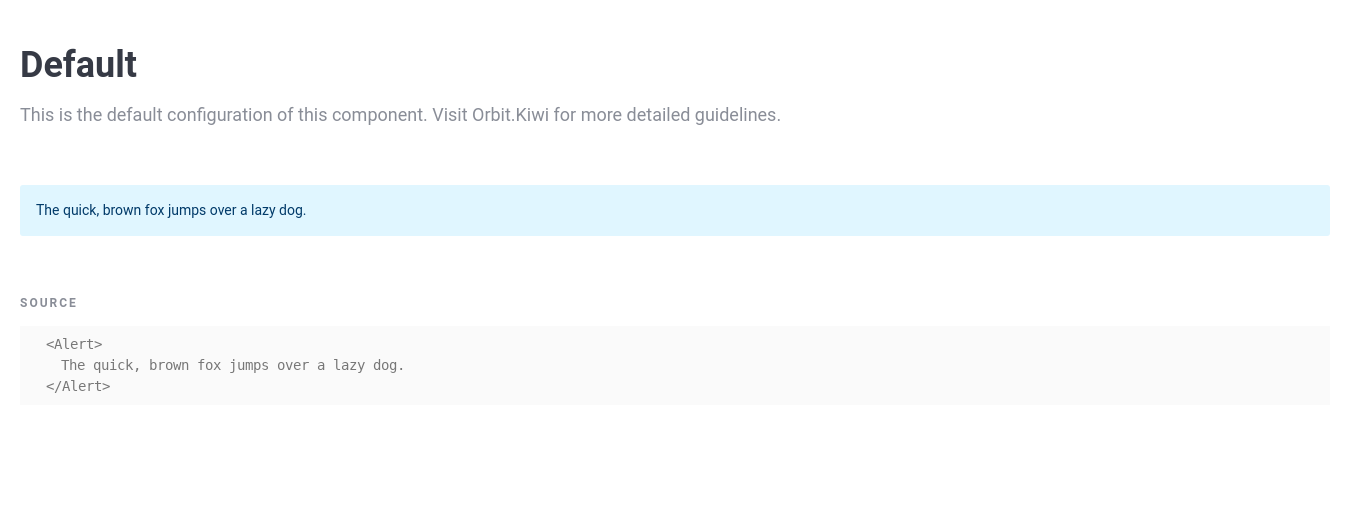 Default
This is the default configuration of this component. Visit Orbit.Kiwi for more detailed guidelines.
The quick, brown fox jumps over a lazy dog.
SOURCE
<Alert>
The quick, brown fox jumps over a lazy dog.
</Alert>